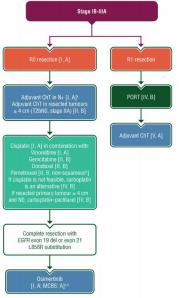 Stage IB-IIIA
R0 resection [I, A]
R1 resection
Adjuvant ChT in N+ [I, A]
Adjuvant ChT in resected tumours
≥ 4 cm (T2bN0, stage IIA) [II, B]
PORT [IV, B]
Adjuvant ChT [V, A]
Cisplatin [I, A] in combination with
Vinorelbine [I, A]
Gemcitabine [II, B]
Docetaxel [II, B]
Pemetrexed [II, B, non-squamous
If cisplatin is not feasible, carboplatin
is an alternative
If resected primary tumour ≥ 4 cm
and N0, carboplatin–paclitaxel
Complete resection with
EGFR exon 19 del or exon 21
L858R substitution
Osimertinib
[I, A; MCBS: A]